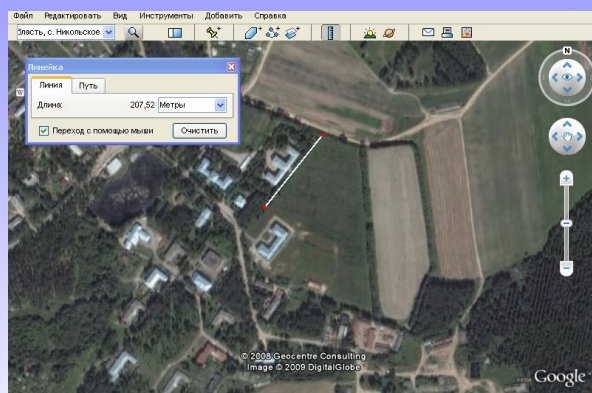 Файл Редактировать Вид Инструменты Добавить Справка
бласть, с. Никольское
Линейка
Линия Путь
Длина: 207,52 Метры
Переход с помощью мыши Очистить
N
© 2008 Geocentre Consulting
Image © 2009 DigitalGlobe
Google